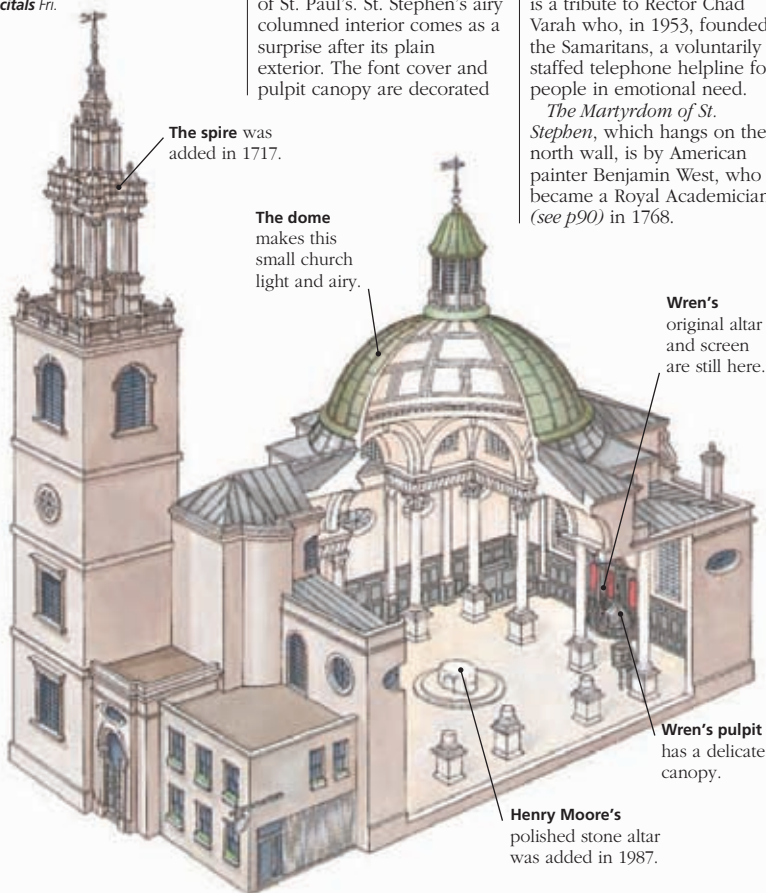 citals Fri.
of St. Paul's. St. Stephen's airy
columned interior comes as a
surprise after its plain
exterior. The font cover and
pulpit canopy are decorated
is a tribute to Rector Chad
Varah who, in 1953, founded
the Samaritans, a voluntarily
staffed telephone helpline fo
people in emotional need.
The Martyrdom of St.
Stephen, which hangs on the
north wall, is by American
painter Benjamin West, who
became a Royal Academician
(see p90) in 1768.
The spire was
added in 1717.
The dome
makes this
small church
light and airy.
Wren's
original altar
and screen
are still here.
Wren's pulpit
has a delicate
canopy.
Henry Moore's
polished stone altar
was added in 1987.